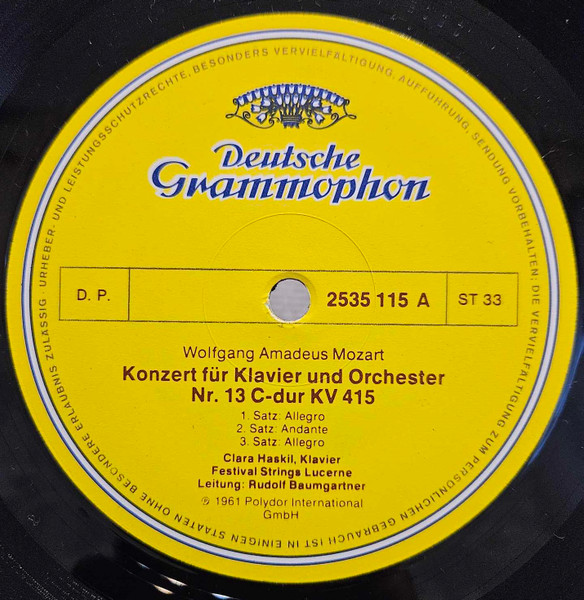 Deutsche
Grammophon
D. P.
2535 115 A
ST 33
Wolfgang Amadeus Mozart
Konzert für Klavier und Orchester
Nr. 13 C-dur KV 415
1. Satz: Allegro
2. Satz: Andante
3. Satz: Allegro
Clara Haskil, Klavier
Festival Strings Lucerne
Leitung: Rudolf Baumgartner
℗ 1961 Polydor International
GmbH
URHEBER- UND LEISTUNGSSCHUTZRECHTE, BESONDERS VERVIELFÄLTIGUNG, AUFFÜHRUNG, SENDUNG VORBEHALTEN; DIE VERVIELFÄLTIGUNG ZUM PERSÖNLICHEN GEBRAUCH IST IN EINIGEN STAATEN OHNE BESONDERE ERLAUBNIS ZULÄSSIG ·